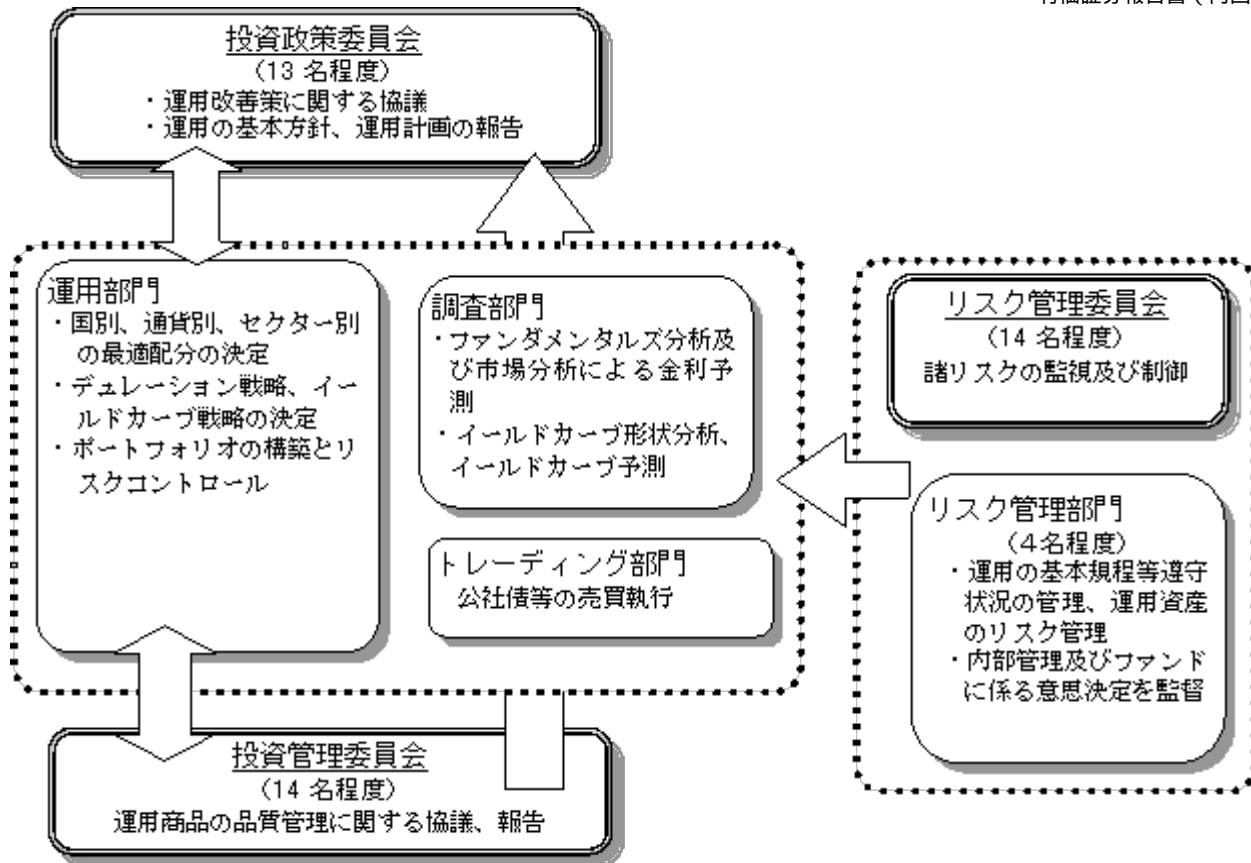 投資政策委員会
（13 名程度）
・運用改善策に関する協議
・運用の基本方針、運用計画の報告
運用部門
・国別、通貨別、セクター別
の最適配分の決定
・デュレーション戦略、イー
ルドカーブ戦略の決定
・ポートフォリオの構築とリ
スクコントロール
調査部門
・ファンダメンタルズ分析及
び市場分析による金利予
測
・イールドカーブ形状分析、
イールドカーブ予測
トレーディング部門
公社債等の売買執行
リスク管理委員会
（14 名程度）
諸リスクの監視及び制御
リスク管理部門
（4名程度）
・運用の基本規程等遵守
状況の管理、運用資産
のリスク管理
・内部管理及びファンド
に係る意思決定を監督
投資管理委員会
（14 名程度）
運用商品の品質管理に関する協議、報告